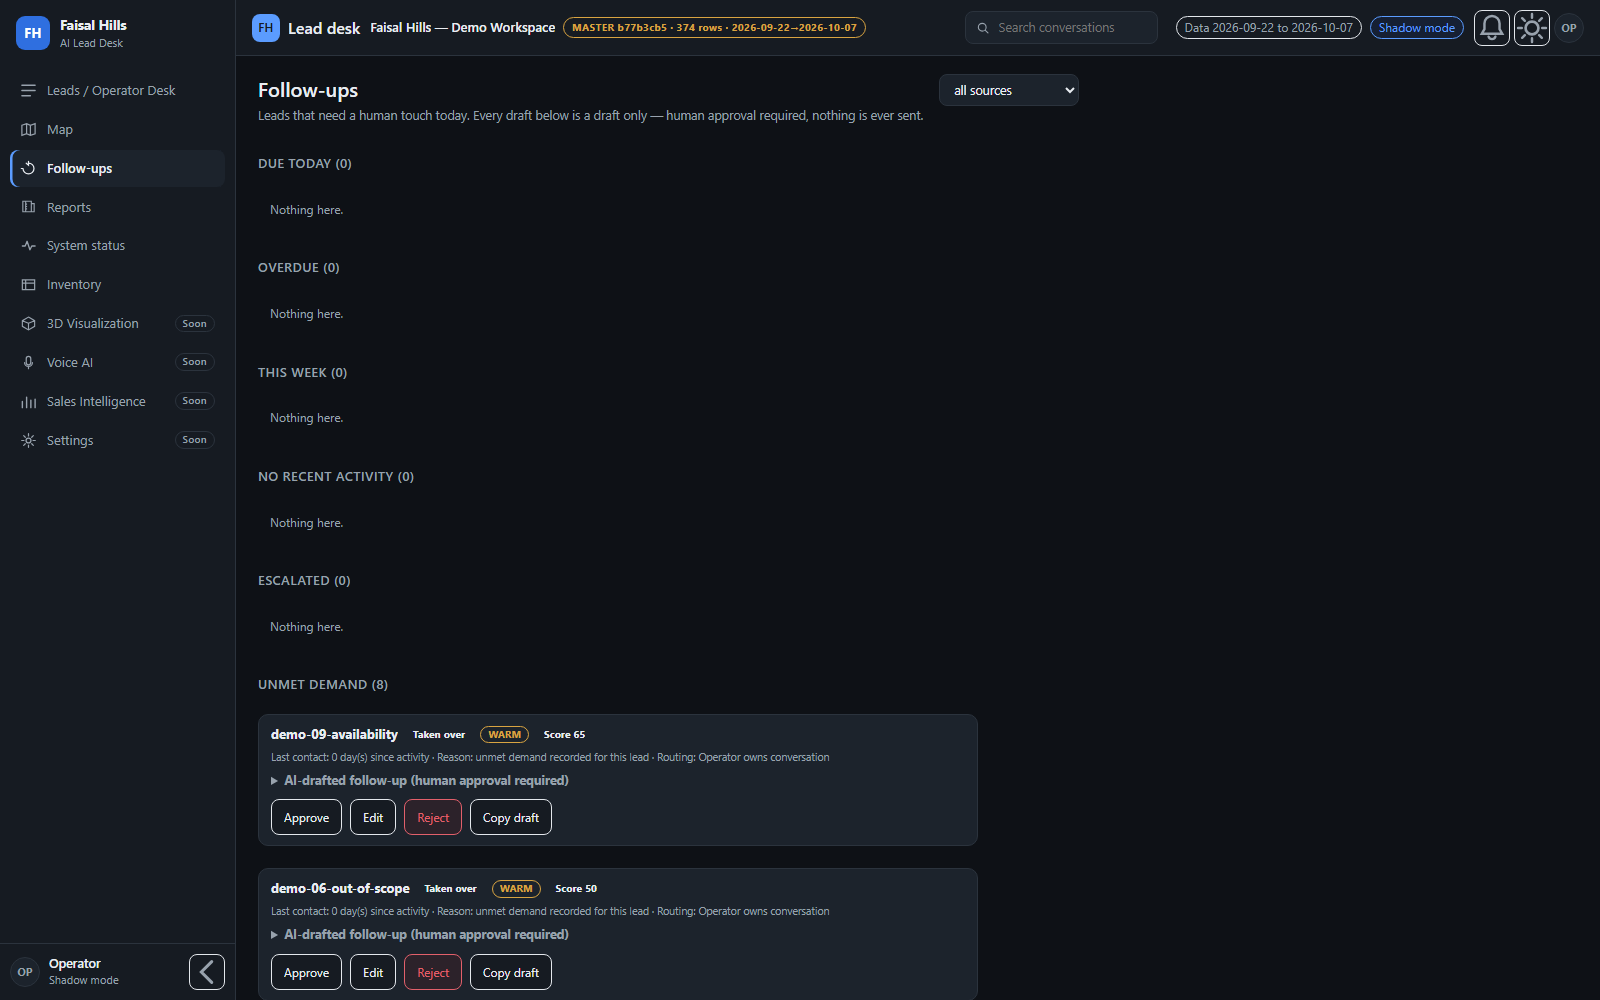 FH
Faisal Hills
AI Lead Desk
Leads / Operator Desk
Map
Follow-ups
Reports
System status
Inventory
3D Visualization Soon
Voice AI Soon
Sales Intelligence Soon
Settings Soon
OP
Operator
Shadow mode
FH Lead desk Faisal Hills — Demo Workspace MASTER b77b3cb5 · 374 rows · 2026-09-22→2026-10-07 Search conversations Data 2026-09-22 to 2026-10-07 Shadow mode OP
Follow-ups
all sources
Leads that need a human touch today. Every draft below is a draft only — human approval required, nothing is ever sent.
DUE TODAY (0)
Nothing here.
OVERDUE (0)
Nothing here.
THIS WEEK (0)
Nothing here.
NO RECENT ACTIVITY (0)
Nothing here.
ESCALATED (0)
Nothing here.
UNMET DEMAND (8)
demo-09-availability Taken over WARM Score 65
Last contact: 0 day(s) since activity · Reason: unmet demand recorded for this lead · Routing: Operator owns conversation
AI-drafted follow-up (human approval required)
Approve Edit Reject Copy draft
demo-06-out-of-scope Taken over WARM Score 50
Last contact: 0 day(s) since activity · Reason: unmet demand recorded for this lead · Routing: Operator owns conversation
AI-drafted follow-up (human approval required)
Approve Edit Reject Copy draft